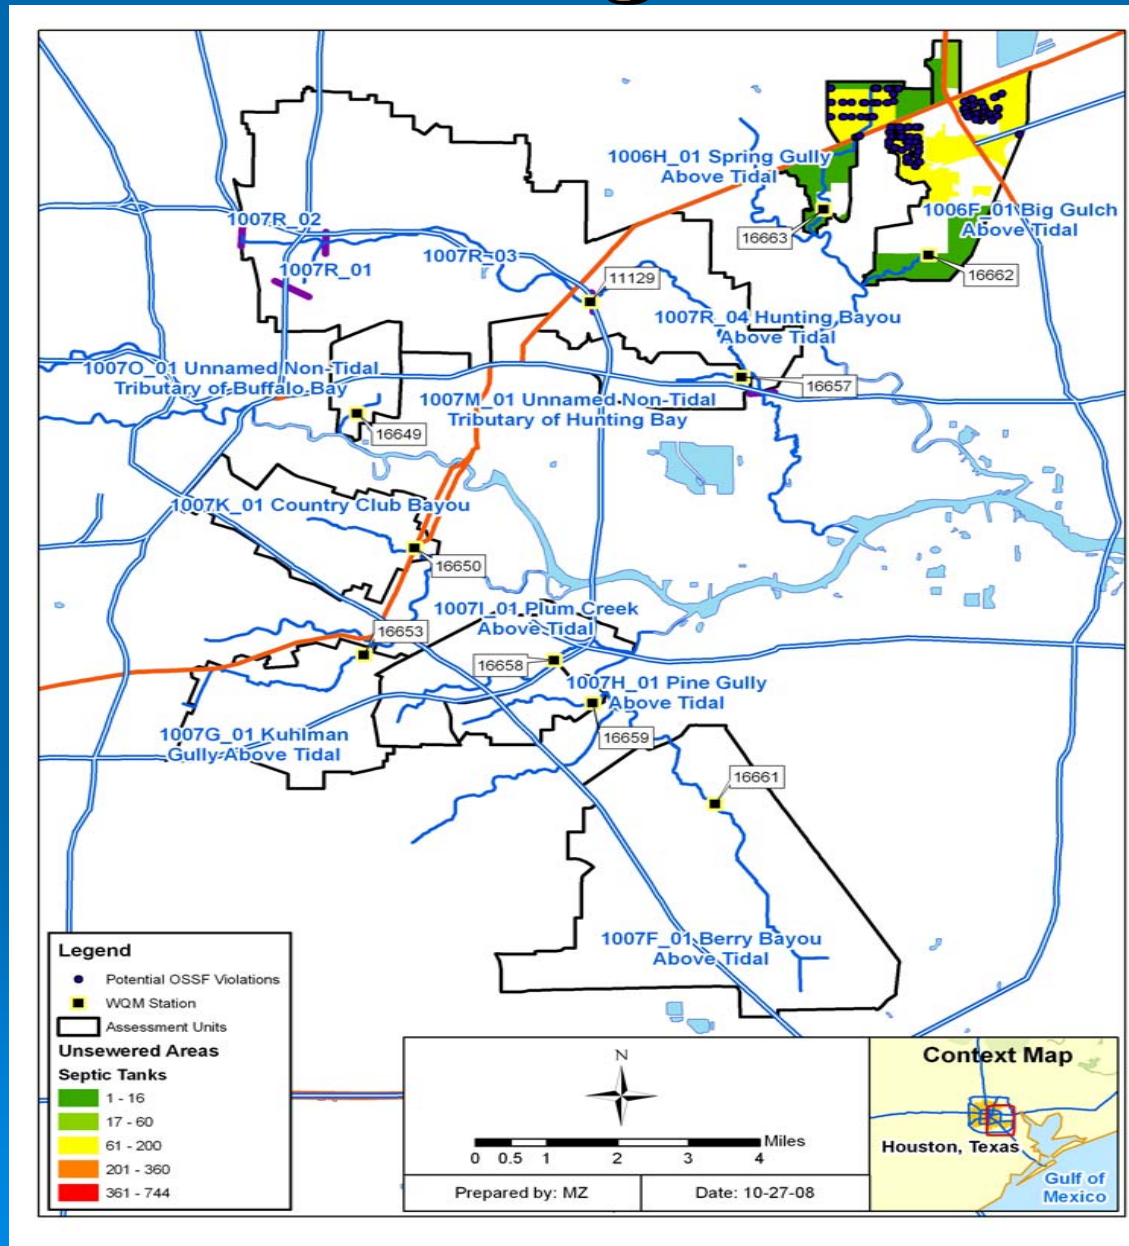 1006H_01 Spring Gully
Above Tidal
1006F_01 Big Gulch
Above Tidal
16663
16662
1007R_02
1007R_01
1007R_03
11129
1007R_04 Hunting Bayou
Above Tidal
16657
1007O_01 Unnamed Non-Tidal
Tributary of Buffalo Bay
1007M_01 Unnamed Non-Tidal
Tributary of Hunting Bay
16649
1007K_01 Country Club Bayou
16650
1007I_01 Plum Creek
Above Tidal
16653
16658
1007H_01 Pine Gully
Above Tidal
16659
1007G_01 Kuhlman
Gully Above Tidal
16661
1007F_01 Berry Bayou
Above Tidal
Legend
Potential OSSF Violations
WQM Station
Assessment Units
Unsewered Areas
Septic Tanks
1 - 16
17 - 60
61 - 200
201 - 360
361 - 744
N
Miles
0 0.5 1 2 3 4
Prepared by: MZ
Date: 10-27-08
Context Map
Houston, Texas
Gulf of
Mexico